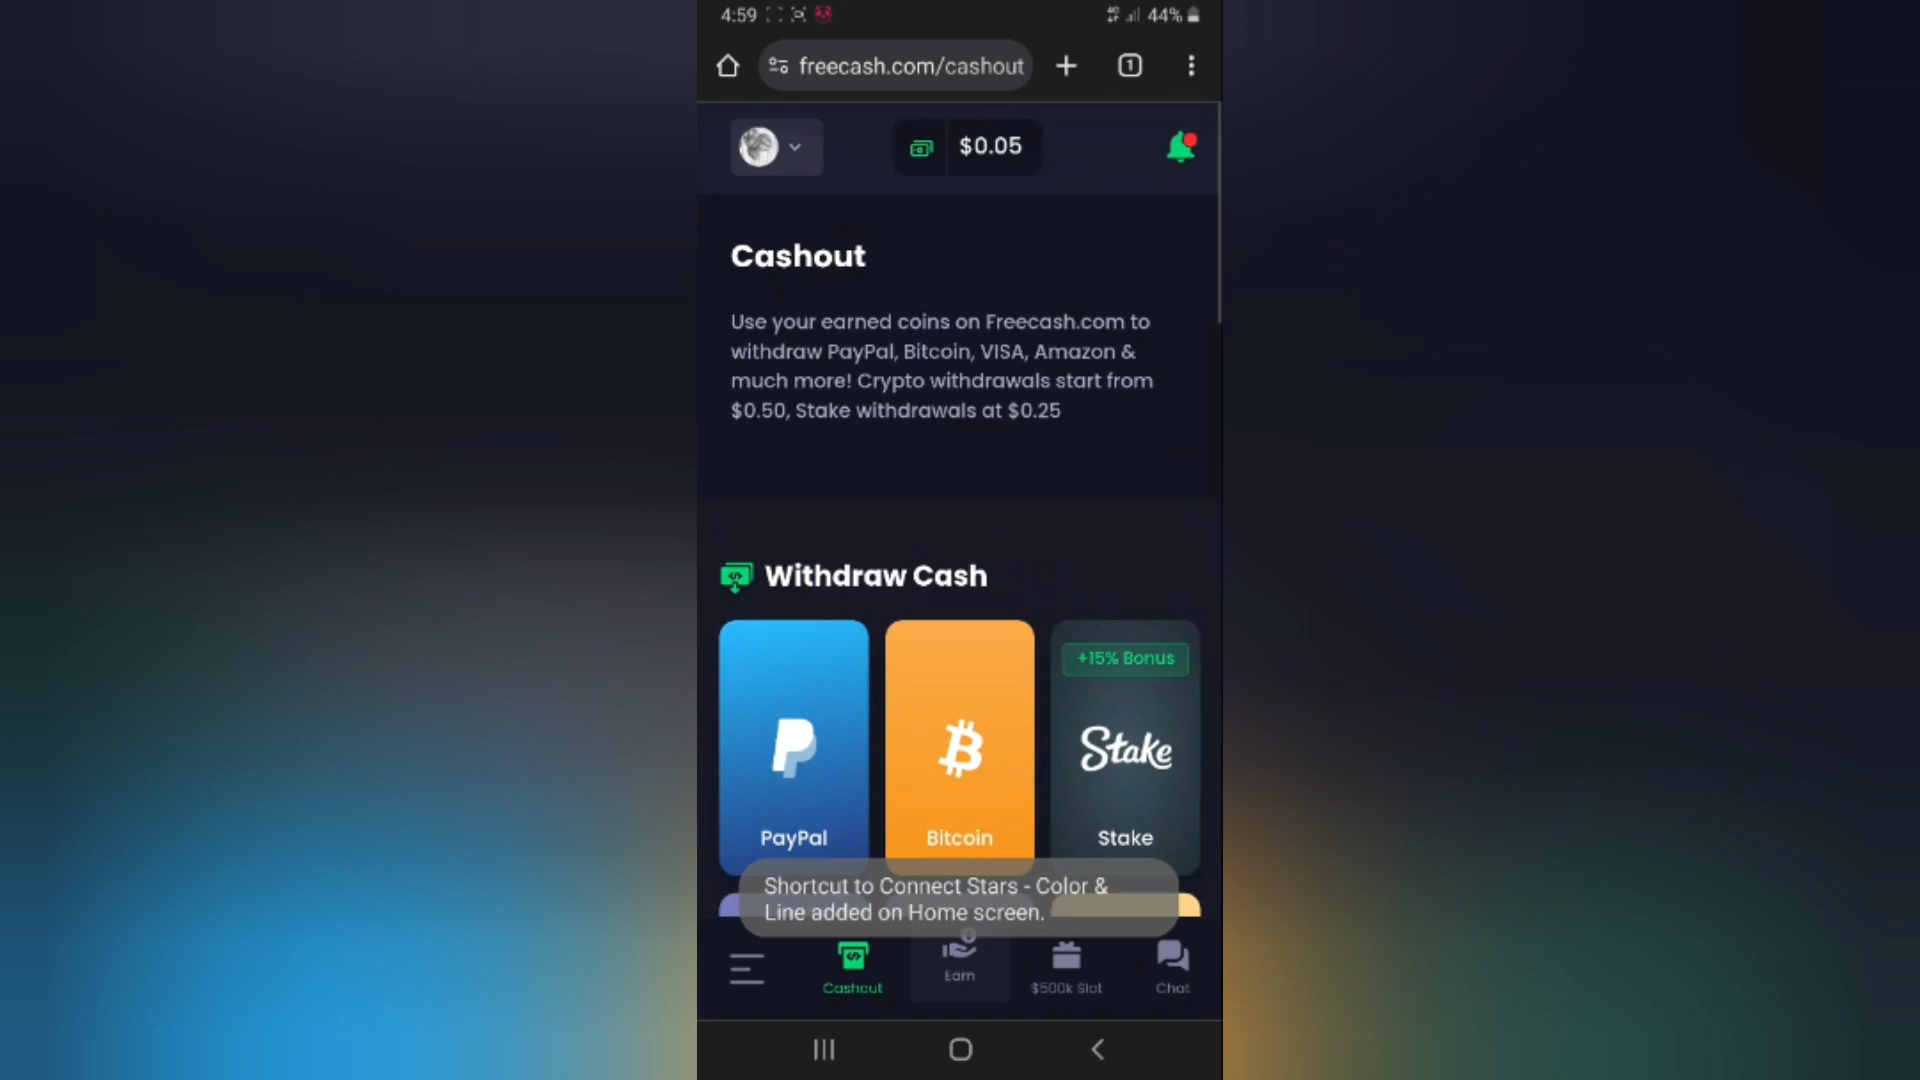 4:59
44%
freecash.com/cashout
1
$0.05
Cashout
Use your earned coins on Freecash.com to
withdraw PayPal, Bitcoin, VISA, Amazon &
much more! Crypto withdrawals start from
$0.50, Stake withdrawals at $0.25
Withdraw Cash
+15% Bonus
Stake
PayPal
Bitcoin
Stake
Shortcut to Connect Stars - Color &
Line added on Home screen.
Cashout
Earn
$500k Slot
Chat